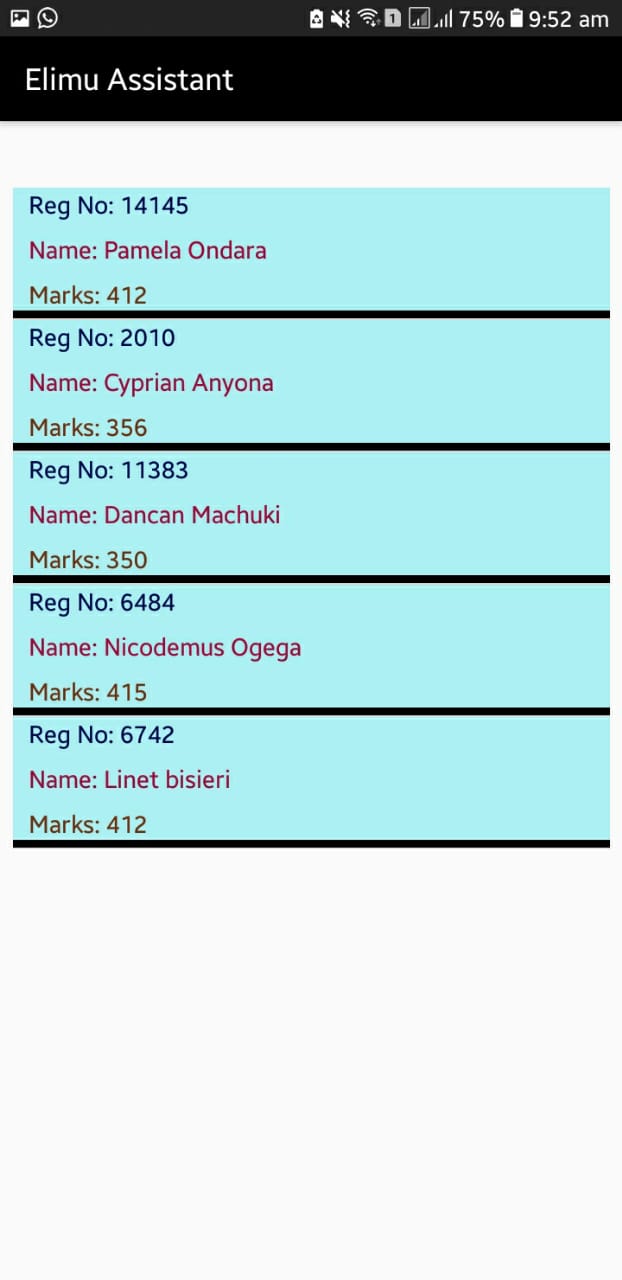 75% 9:52 am
Elimu Assistant
Reg No: 14145
Name: Pamela Ondara
Marks: 412
Reg No: 2010
Name: Cyprian Anyona
Marks: 356
Reg No: 11383
Name: Dancan Machuki
Marks: 350
Reg No: 6484
Name: Nicodemus Ogega
Marks: 415
Reg No: 6742
Name: Linet bisieri
Marks: 412